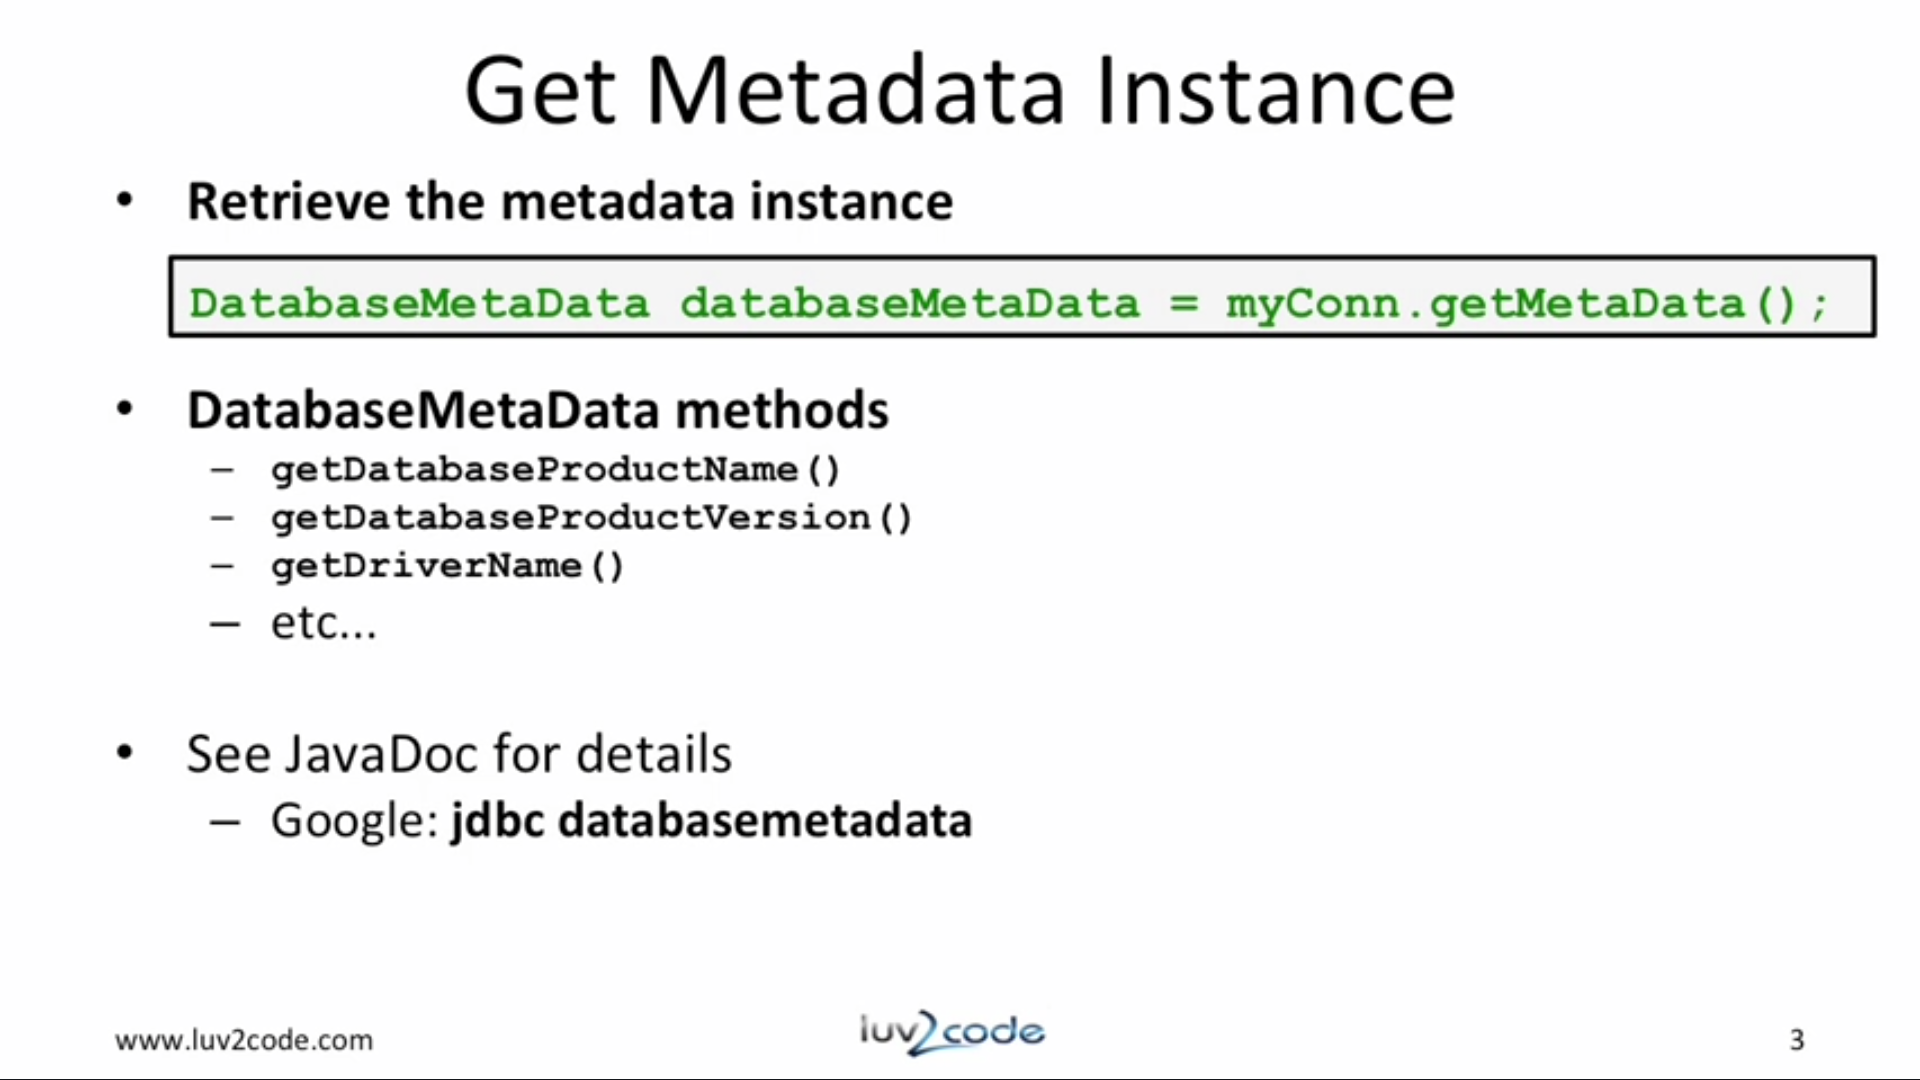 Get Metadata Instance
• Retrieve the metadata instance
DatabaseMetaData databaseMetaData = myConn.getMetaData();
• DatabaseMetaData methods
– getDatabaseProductName()
– getDatabaseProductVersion()
– getDriverName()
– etc...
• See JavaDoc for details
– Google: jdbc databasemetadata
www.luv2code.com
luv2code
3